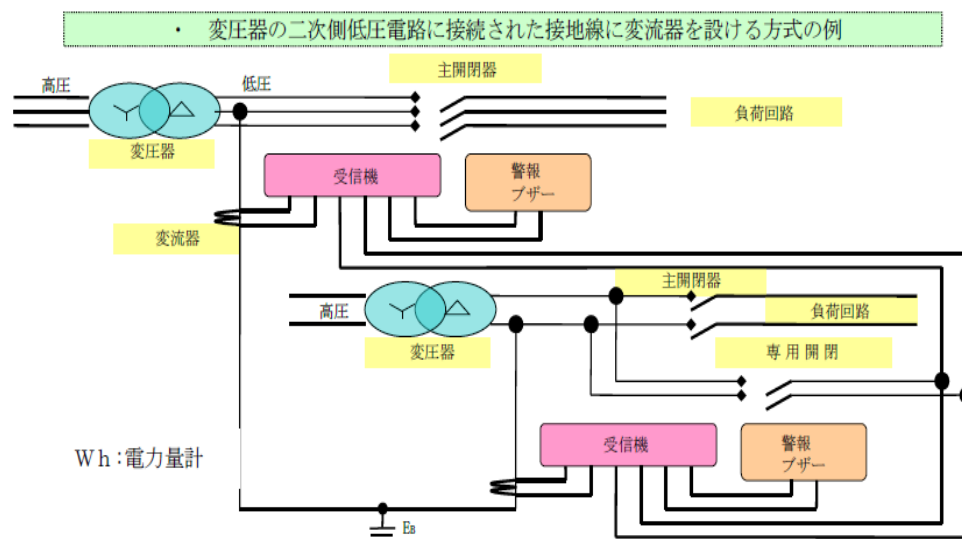 ・ 変圧器の二次側低圧電路に接続された接地線に変流器を設ける方式の例
主開閉器
高圧
低圧
負荷回路
変圧器
受信機
警報
ブザー
変流器
主開閉器
高圧
負荷回路
変圧器
専用開閉
受信機
警報
ブザー
Wh:電力量計
EB